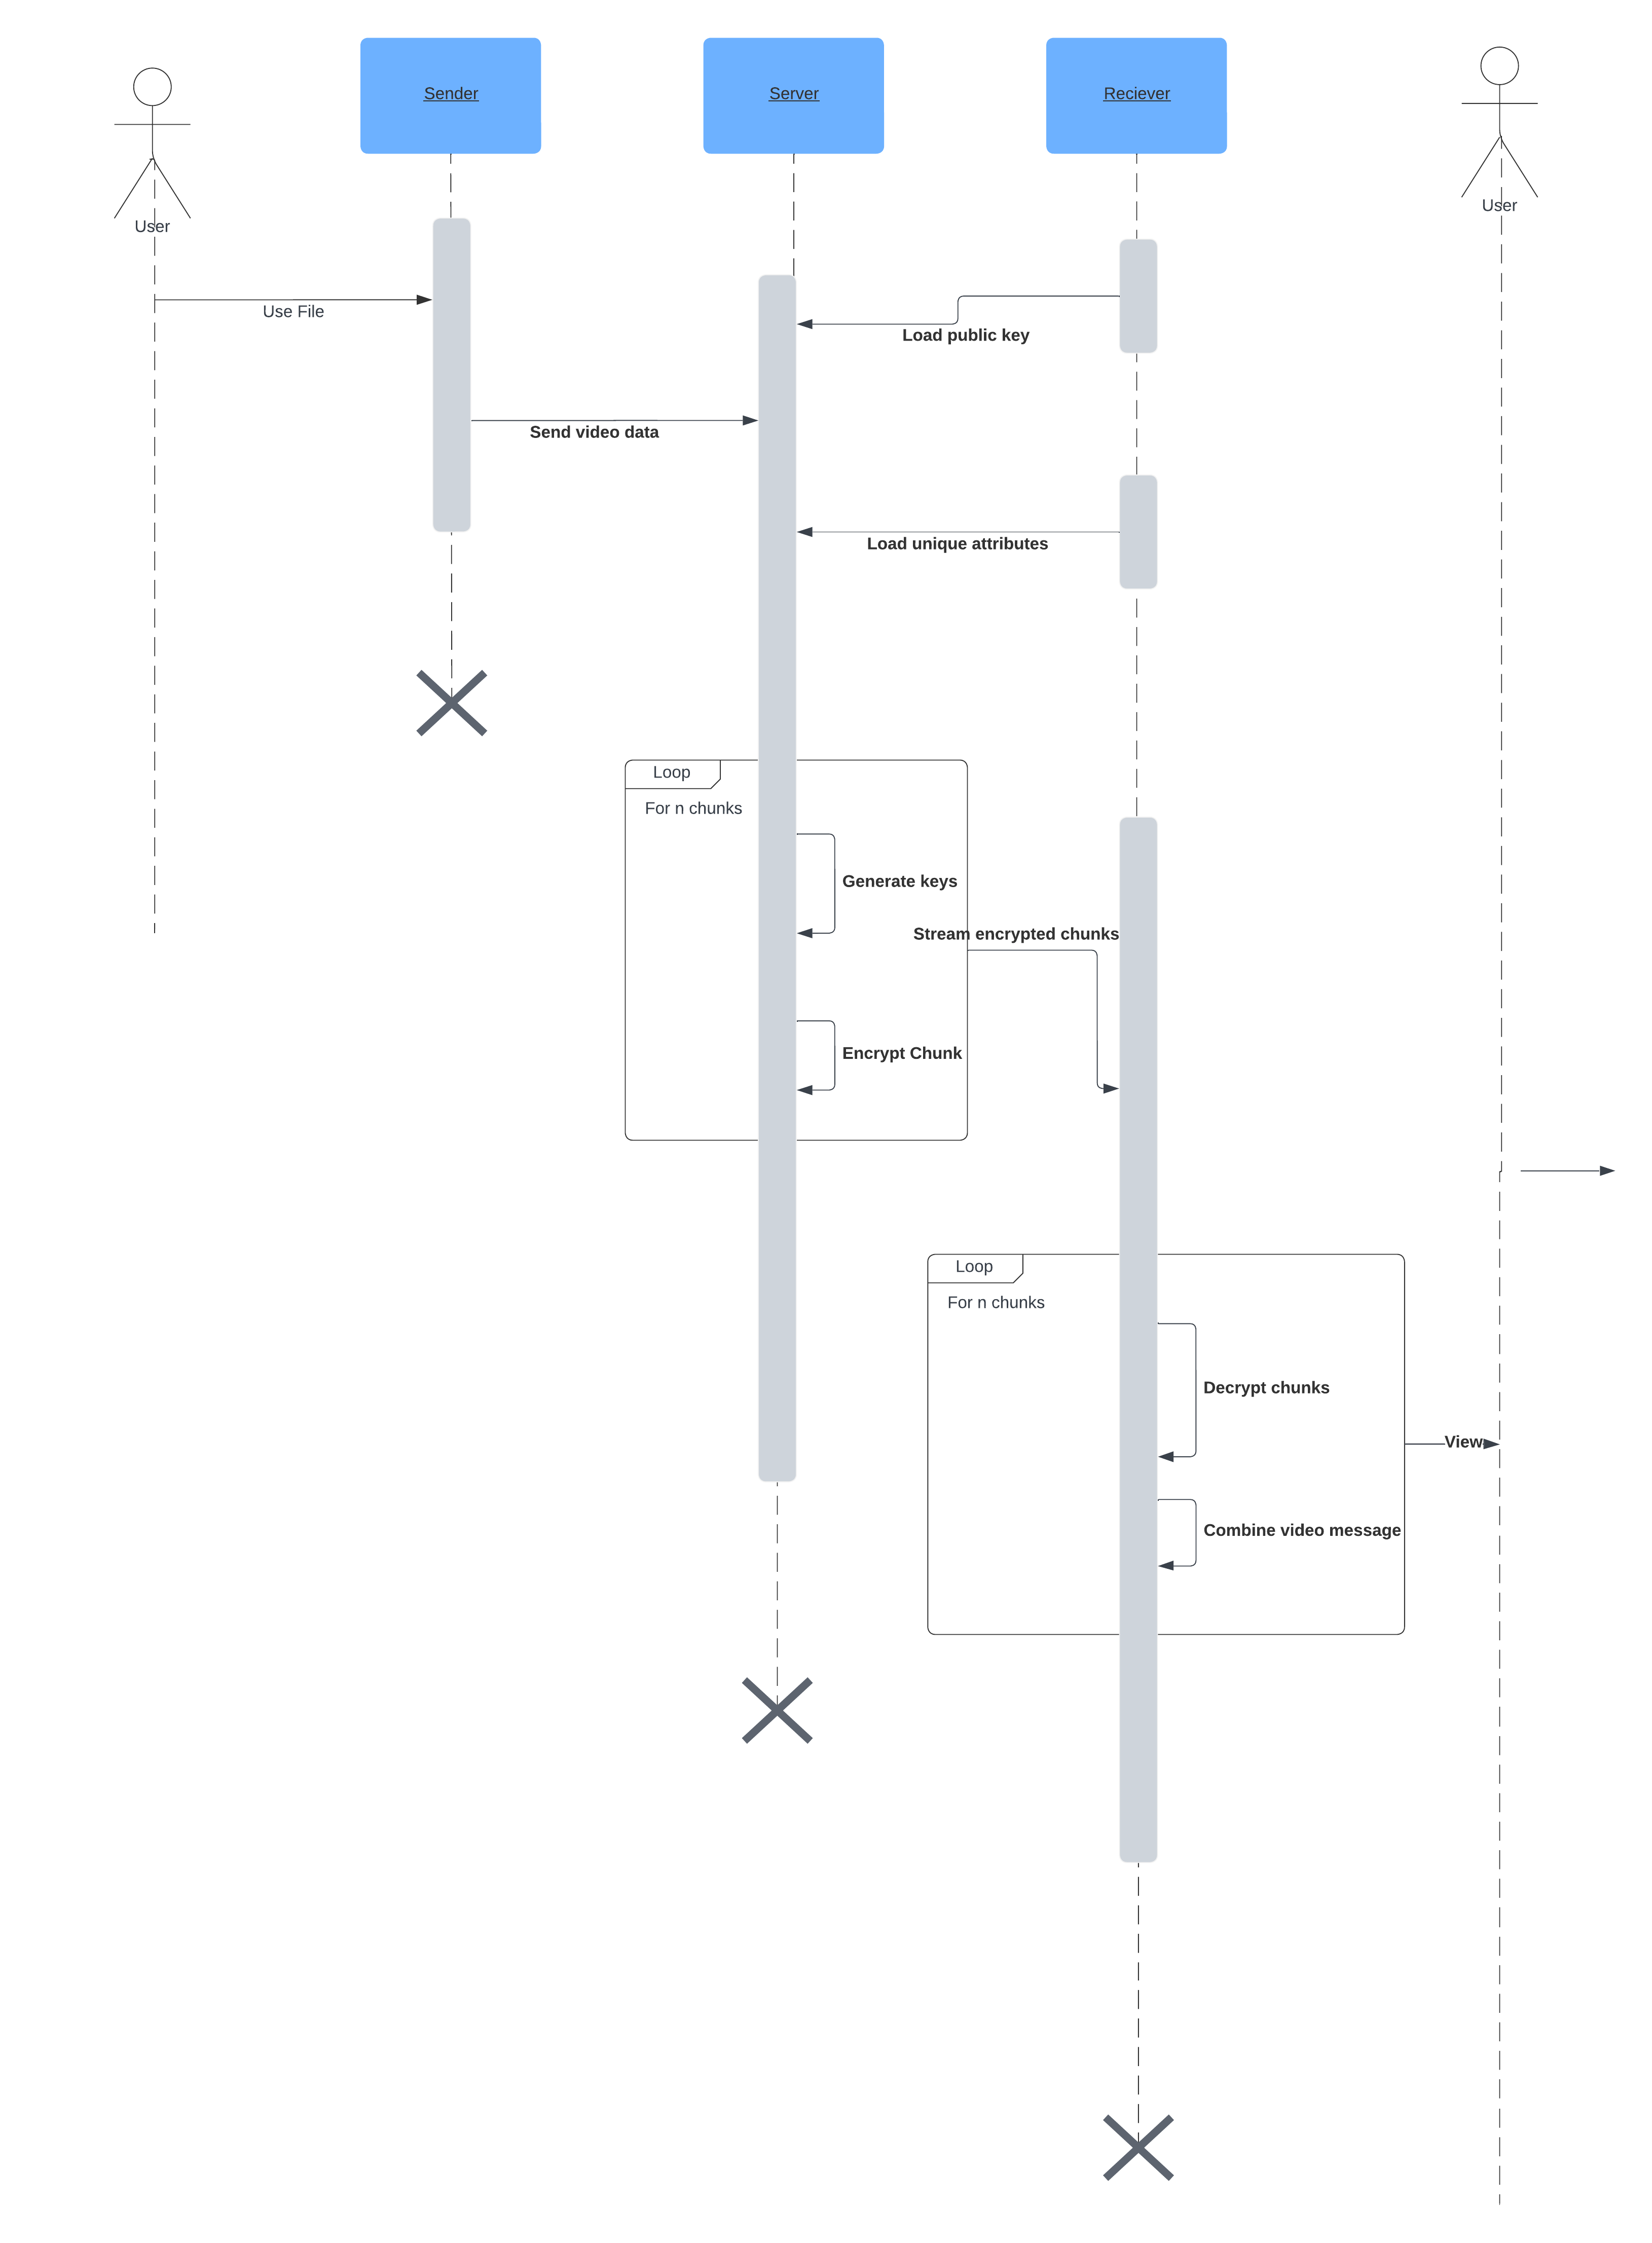 Sender
Server
Reciever
User
User
Use File
Load public key
Send video data
Load unique attributes
Loop
For n chunks
Generate keys
Stream encrypted chunks
Encrypt Chunk
Loop
For n chunks
Decrypt chunks
View
Combine video message